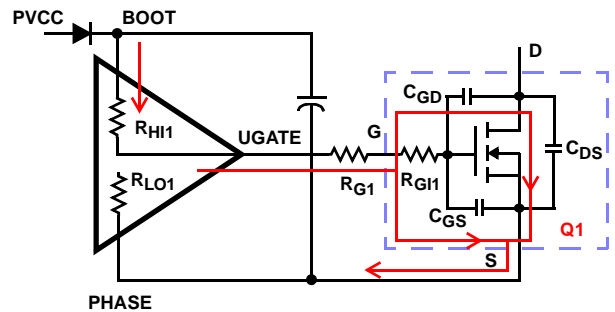 PVCC
BOOT
D
CGD
RHI1
UGATE
G
CDS
RLO1
RG1
RGI1
CGS
Q1
S
PHASE